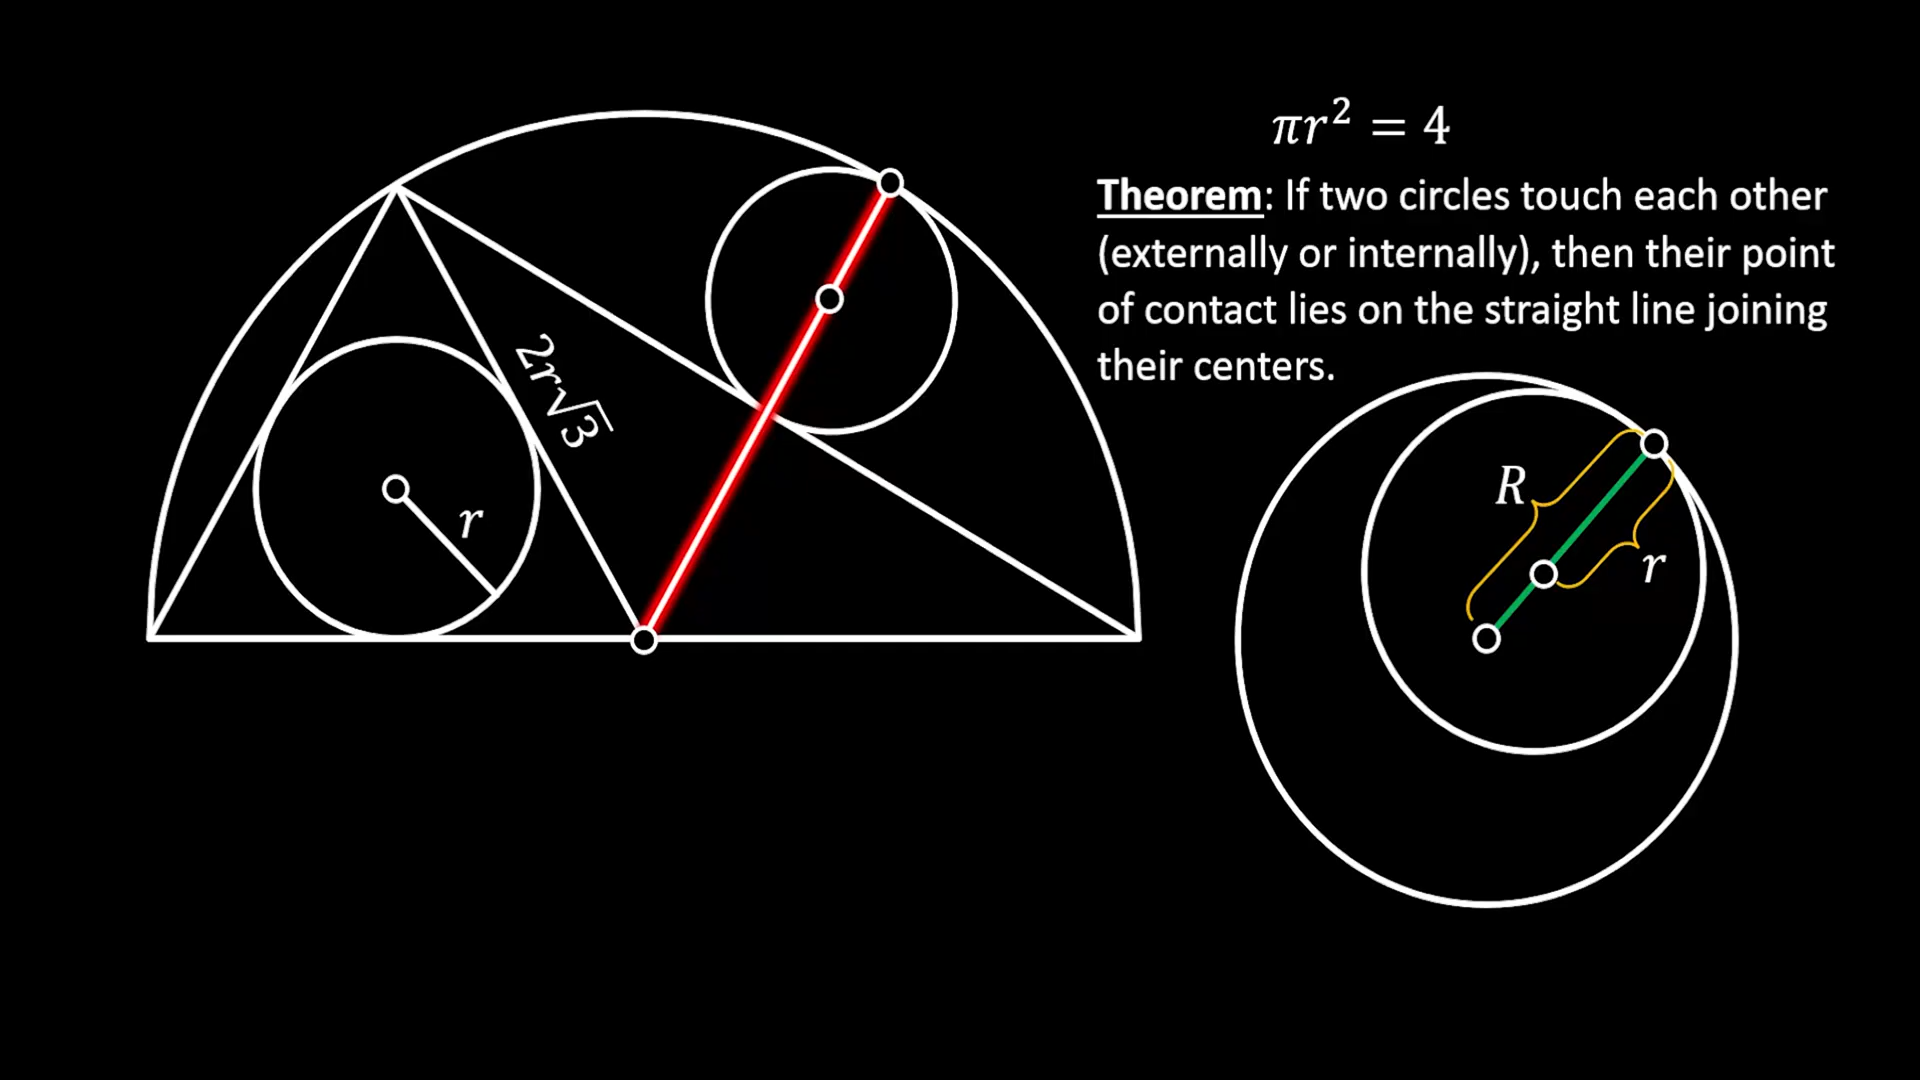 πr² = 4
Theorem: If two circles touch each other
(externally or internally), then their point
of contact lies on the straight line joining
their centers.
2r√3
r
R
r